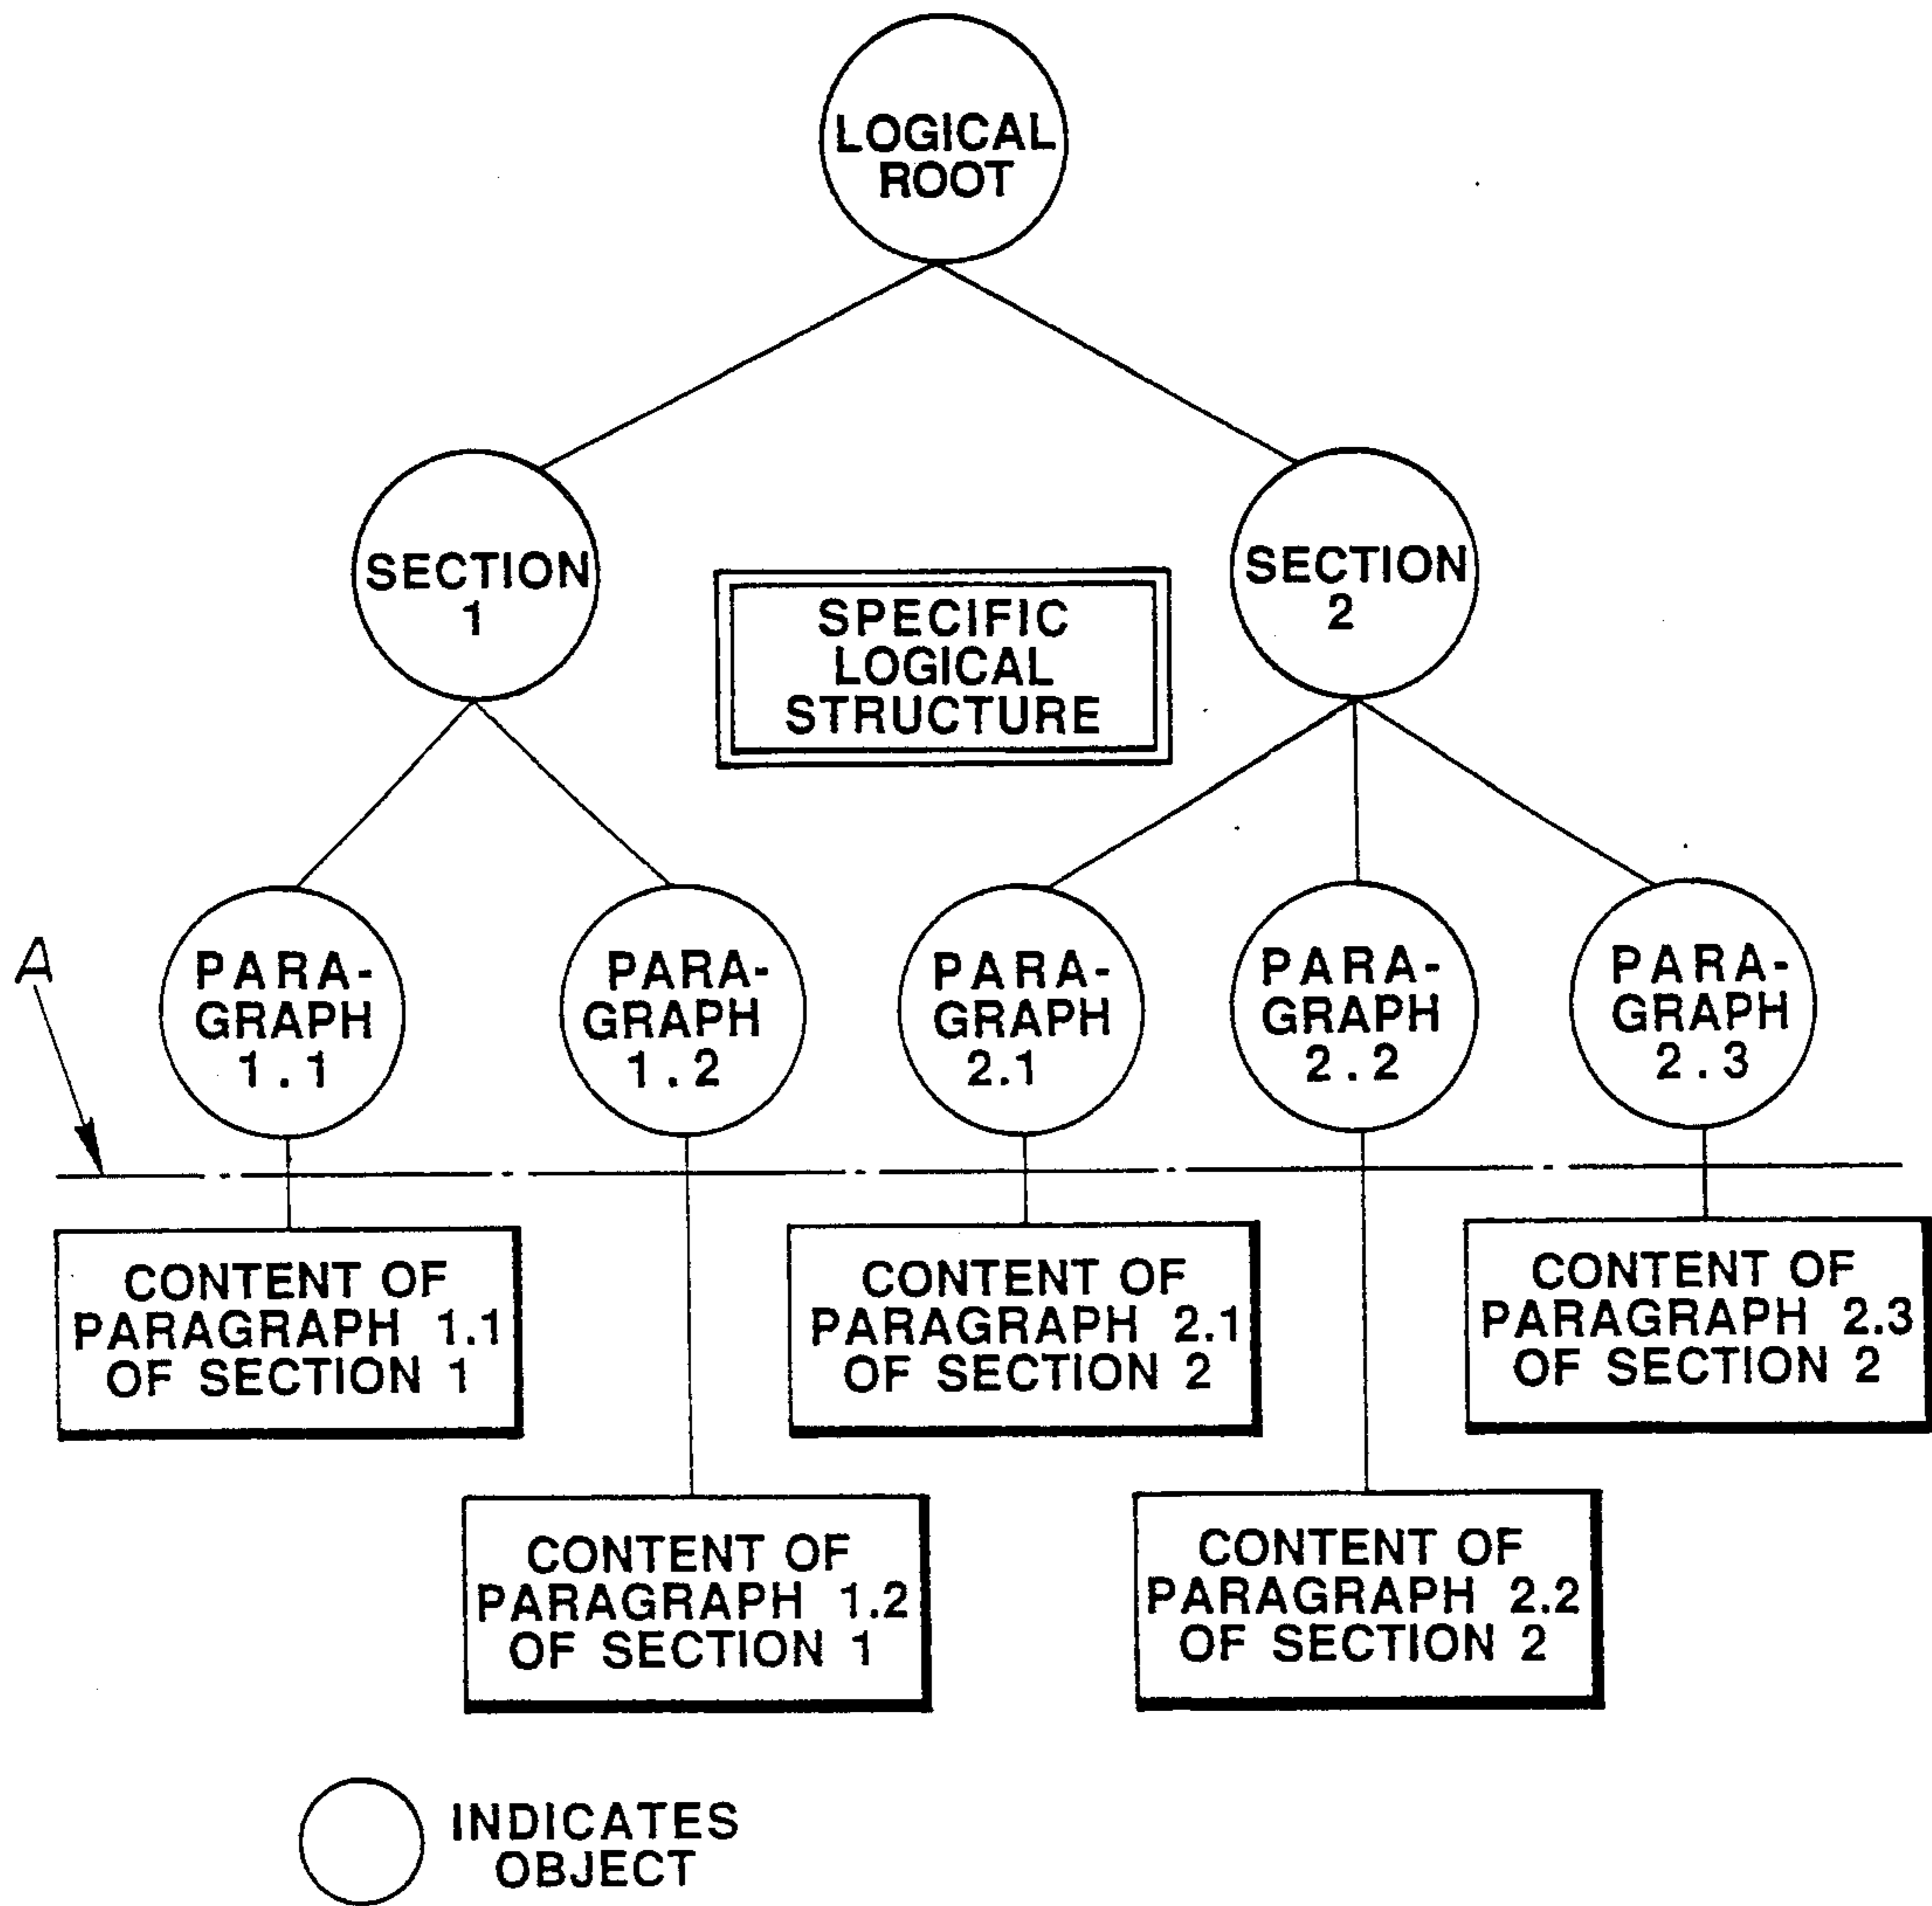 LOGICAL
ROOT
SECTION
1
SECTION
2
SPECIFIC
LOGICAL
STRUCTURE
A
PARA-
GRAPH
1.1
PARA-
GRAPH
1.2
PARA-
GRAPH
2.1
PARA-
GRAPH
2.2
PARA-
GRAPH
2.3
CONTENT OF
PARAGRAPH 1.1
OF SECTION 1
CONTENT OF
PARAGRAPH 2.1
OF SECTION 2
CONTENT OF
PARAGRAPH 2.3
OF SECTION 2
CONTENT OF
PARAGRAPH 1.2
OF SECTION 1
CONTENT OF
PARAGRAPH 2.2
OF SECTION 2
INDICATES
OBJECT